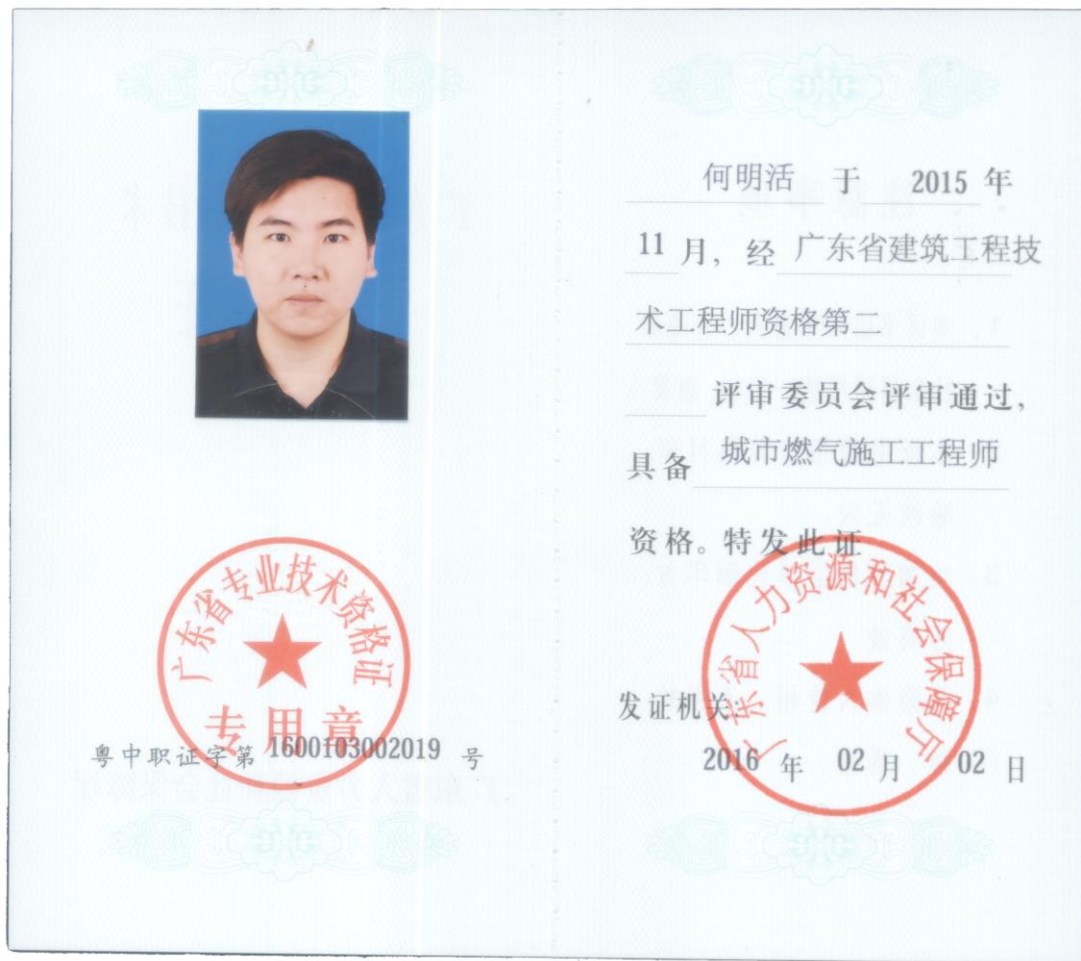 何明活 于 2015 年
11 月，经 广东省建筑工程技
术工程师资格第二
评审委员会评审通过，
具备 城市燃气施工工程师
资格。特发此证
广东省专业技术资格证
专用章
粤中职证字第 1600103002019 号
广东省人力资源和社会保障厅
发证机关：
2016 年 02 月 02 日